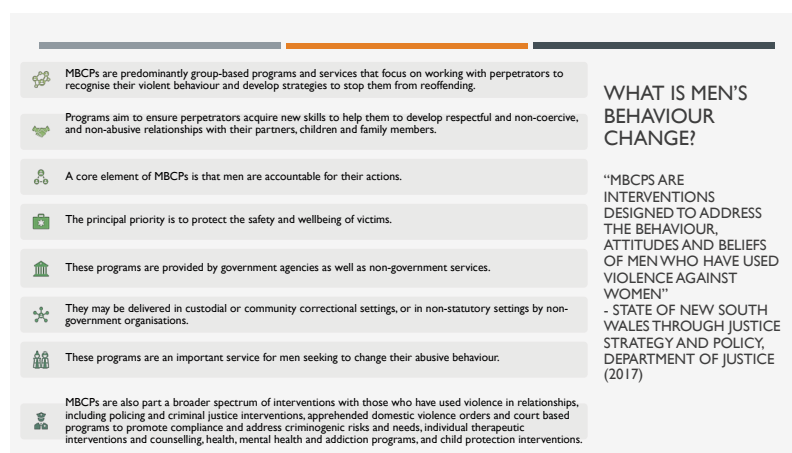 MBCPs are predominantly group-based programs and services that focus on working with perpetrators to
recognise their violent behaviour and develop strategies to stop them from reoffending.
Programs aim to ensure perpetrators acquire new skills to help them to develop respectful and non-coercive,
and non-abusive relationships with their partners, children and family members.
A core element of MBCPs is that men are accountable for their actions.
The principal priority is to protect the safety and wellbeing of victims.
These programs are provided by government agencies as well as non-government services.
They may be delivered in custodial or community correctional settings, or in non-statutory settings by non-
government organisations.
These programs are an important service for men seeking to change their abusive behaviour.
MBCPs are also part a broader spectrum of interventions with those who have used violence in relationships,
including policing and criminal justice interventions, apprehended domestic violence orders and court based
programs to promote compliance and address criminogenic risks and needs, individual therapeutic
interventions and counselling, health, mental health and addiction programs, and child protection interventions.
WHAT IS MEN'S
BEHAVIOUR
CHANGE?
“MBCPS ARE
INTERVENTIONS
DESIGNED TO ADDRESS
THE BEHAVIOUR,
ATTITUDES AND BELIEFS
OF MEN WHO HAVE USED
VIOLENCE AGAINST
WOMEN”
- STATE OF NEW SOUTH
WALES THROUGH JUSTICE
STRATEGY AND POLICY,
DEPARTMENT OF JUSTICE
(2017)